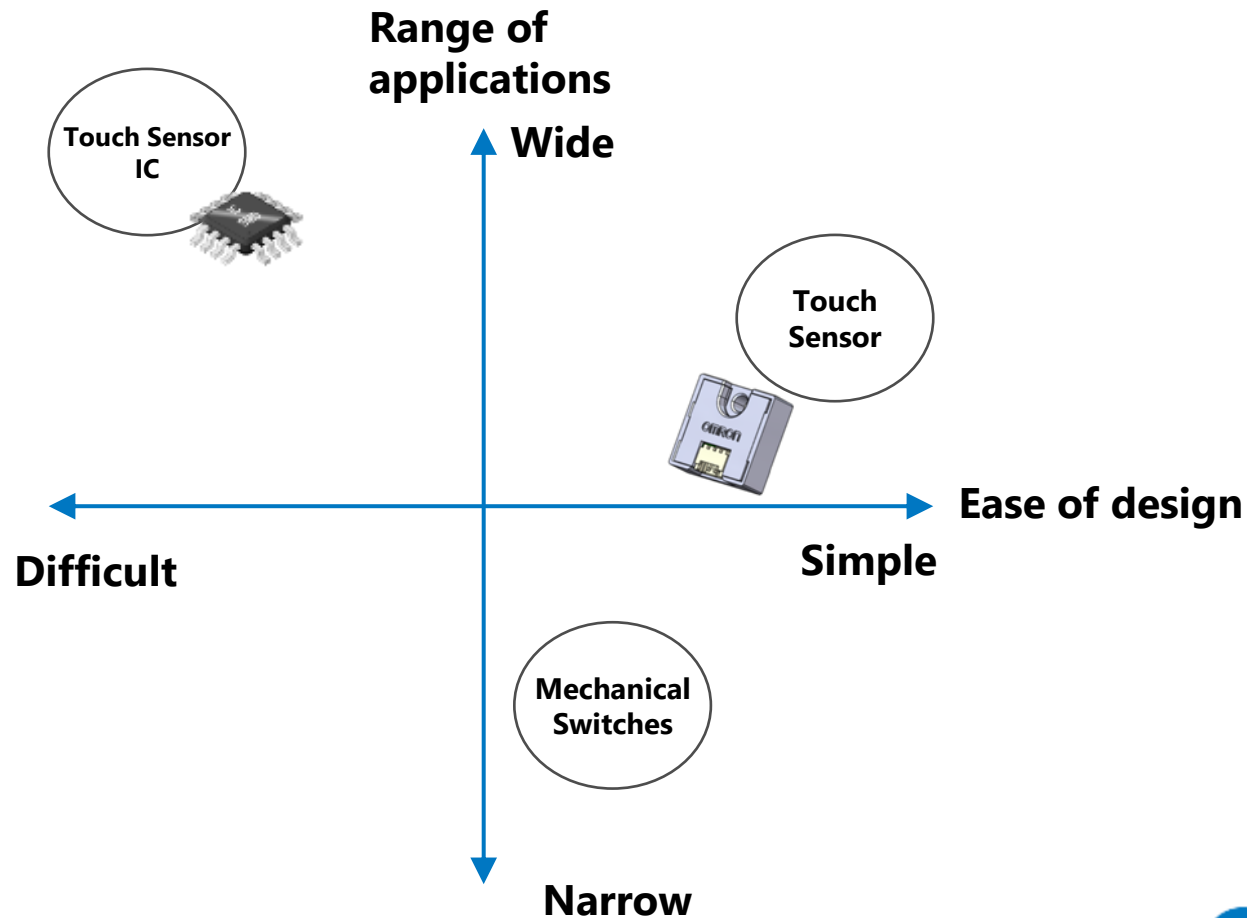 Range of
applications
Wide
Touch Sensor
IC
Touch
Sensor
OMRON
Ease of design
Difficult
Simple
Mechanical
Switches
Narrow